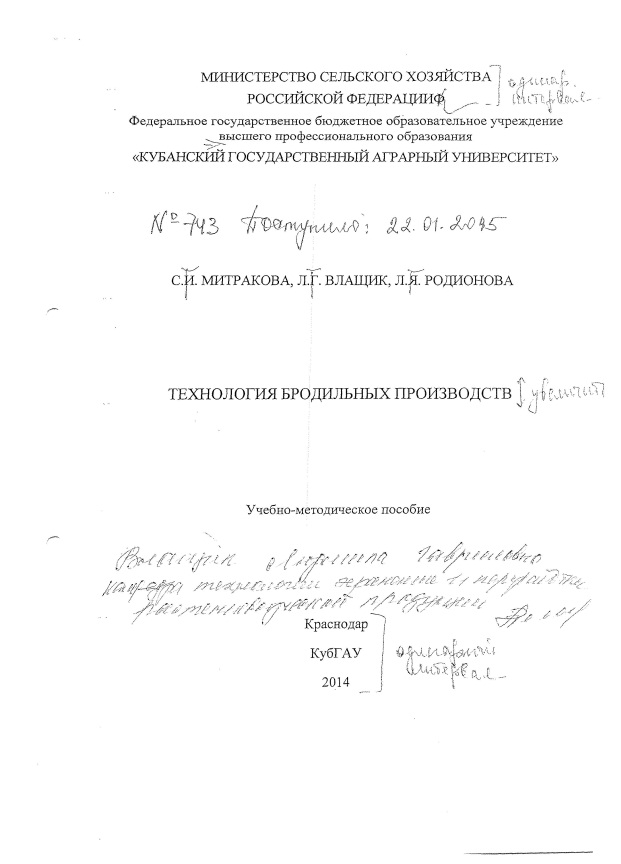 МИНИСТЕРСТВО СЕЛЬСКОГО ХОЗЯЙСТВА
РОССИЙСКОЙ ФЕДЕРАЦИИФ
одинар.
интервал
Федеральное государственное бюджетное образовательное учреждение
высшего профессионального образования
«КУБАНСКИЙ ГОСУДАРСТВЕННЫЙ АГРАРНЫЙ УНИВЕРСИТЕТ»
№ 743 Поступило: 22.01.2015
С.И. МИТРАКОВА, Л.Г. ВЛАЩИК, Л.Я. РОДИОНОВА
ТЕХНОЛОГИЯ БРОДИЛЬНЫХ ПРОИЗВОДСТВ
увеличить
Учебно-методическое пособие
Влащик Людмила Гавриловна
кафедра технологии хранения и переработки
растениеводческой продукции
Краснодар
КубГАУ
2014
одинарный
интервал